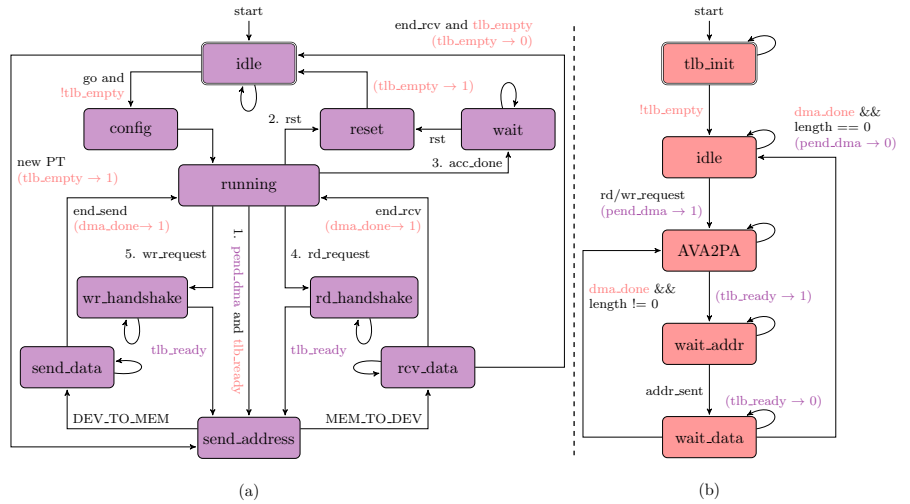 start
end_rcv and tlb_empty
(tlb_empty → 0)
idle
go and
!tlb_empty
(tlb_empty → 1)
config
2. rst
reset
rst
wait
3. acc_done
new PT
(tlb_empty → 1)
running
end_send
(dma_done→ 1)
end_rcv
(dma_done→ 1)
5. wr_request
1. pend_dma and tlb_ready
4. rd_request
wr_handshake
rd_handshake
tlb_ready
tlb_ready
send_data
rcv_data
DEV_TO_MEM
MEM_TO_DEV
send_address
(a)
start
tlb_init
!tlb_empty
dma_done &&
length == 0
(pend_dma → 0)
idle
rd/wr_request
(pend_dma → 1)
AVA2PA
dma_done &&
length != 0
(tlb_ready → 1)
wait_addr
addr_sent
(tlb_ready → 0)
wait_data
(b)